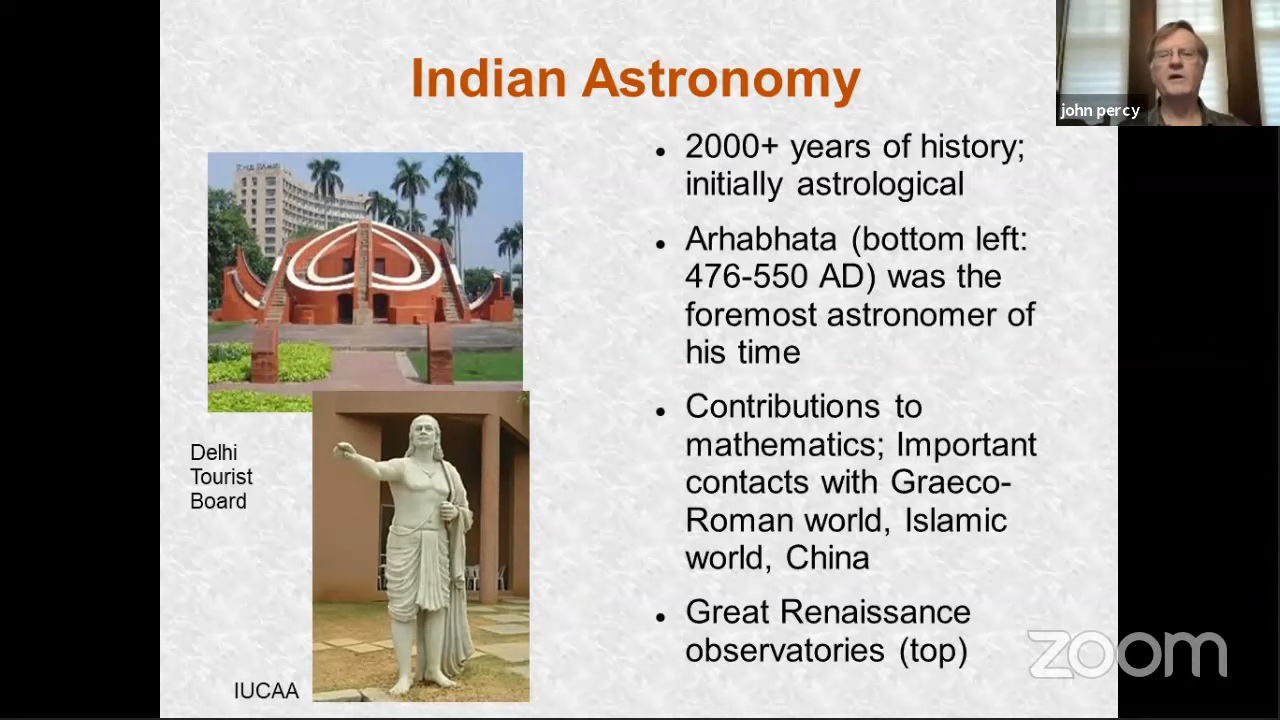 Indian Astronomy
john percy
• 2000+ years of history;
initially astrological
• Arhabhata (bottom left:
476-550 AD) was the
foremost astronomer of
his time
• Contributions to
mathematics; Important
contacts with Graeco-
Roman world, Islamic
world, China
• Great Renaissance
observatories (top)
Delhi
Tourist
Board
IUCAA
zoom